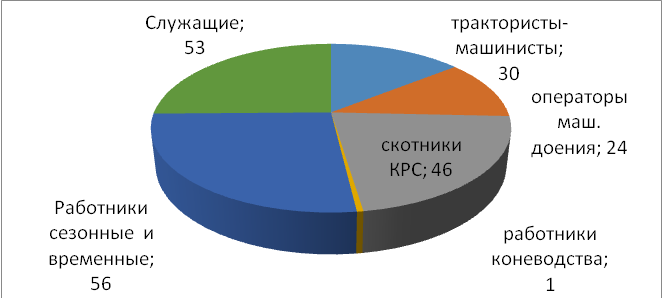 Служащие;
53
трактористы-
машинисты;
30
операторы
маш.
доения; 24
скотники
КРС; 46
работники
коневодства;
1
Работники
сезонные и
временные;
56